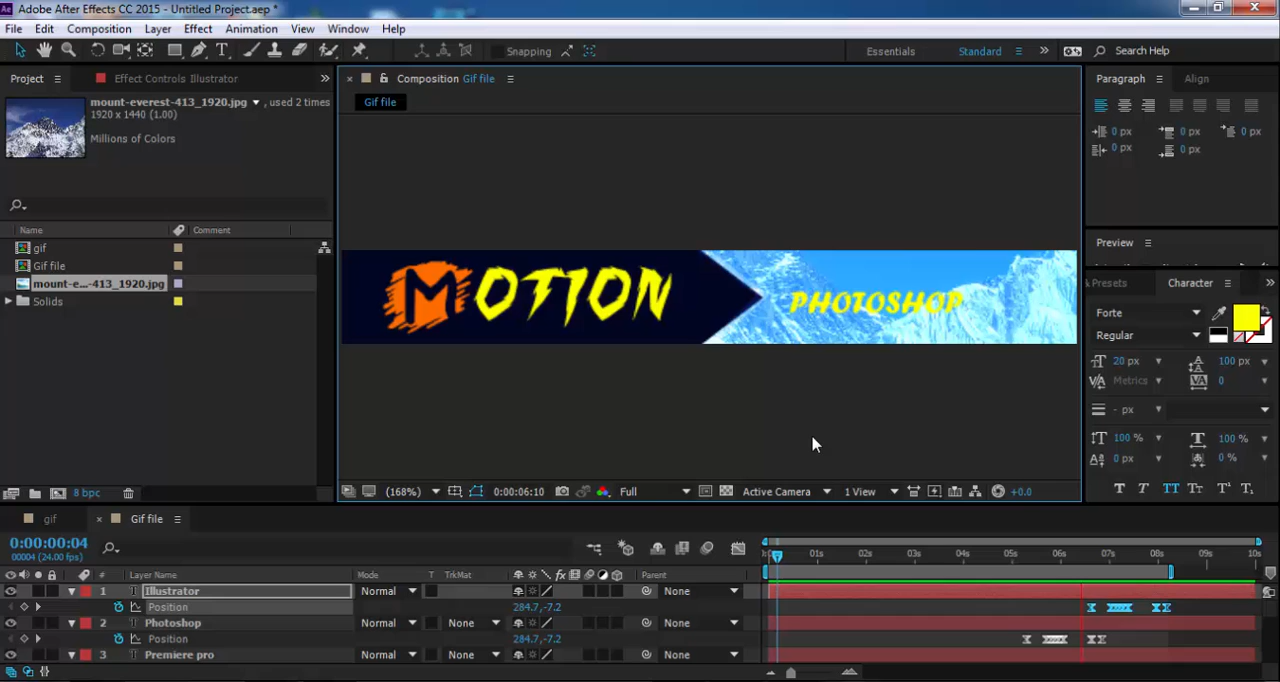 Adobe After Effects CC 2015 - Untitled Project.aep *
File Edit Composition Layer Effect Animation View Window Help
Snapping Essentials Standard Search Help
Project Effect Controls Illustrator
mount-everest-413_1920.jpg , used 2 times
1920 x 1440 (1.00)
Millions of Colors
Name Comment
gif
Gif file
mount-e...-413_1920.jpg
Solids
8 bpc
Composition Gif file
Gif file
MOTION PHOTOSHOP
(168%) 0:00:06:10 Full Active Camera 1 View +0.0
Paragraph Align
0 px 0 px 0 px
0 px 0 px
Preview
Presets Character
Forte
Regular
20 px 100 px
Metrics 0
- px
100 % 100 %
0 px 0 %
T T TT Tт T¹ T₁
gif Gif file
0:00:00:04
00004 (24.00 fps)
01s 02s 03s 04s 05s 06s 07s 08s 09s 10s
# Layer Name Mode T TrkMat Parent
1 Illustrator Normal None
Position 284.7,-7.2
2 Photoshop Normal None None
Position 284.7,-7.2
3 Premiere pro Normal None None